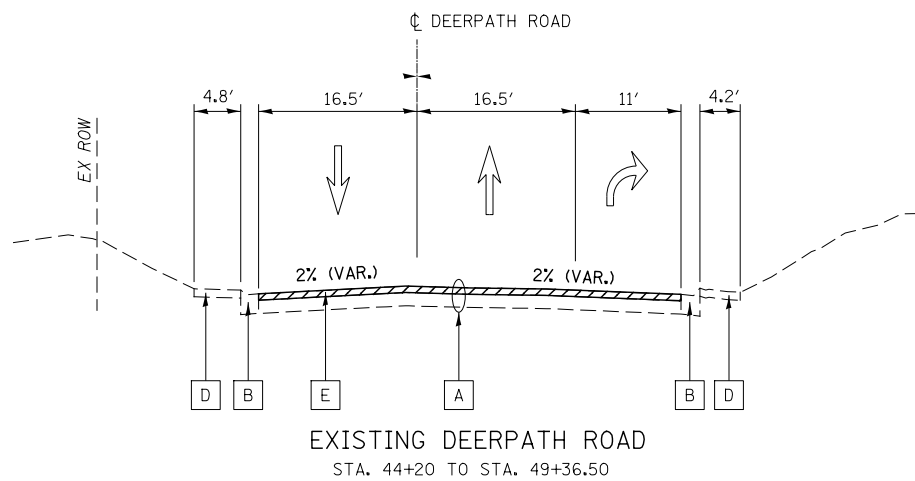 ℄ DEERPATH ROAD
4.8' 16.5' 16.5' 11' 4.2'
EX ROW
2% (VAR.) 2% (VAR.)
D B E A B D
EXISTING DEERPATH ROAD
STA. 44+20 TO STA. 49+36.50